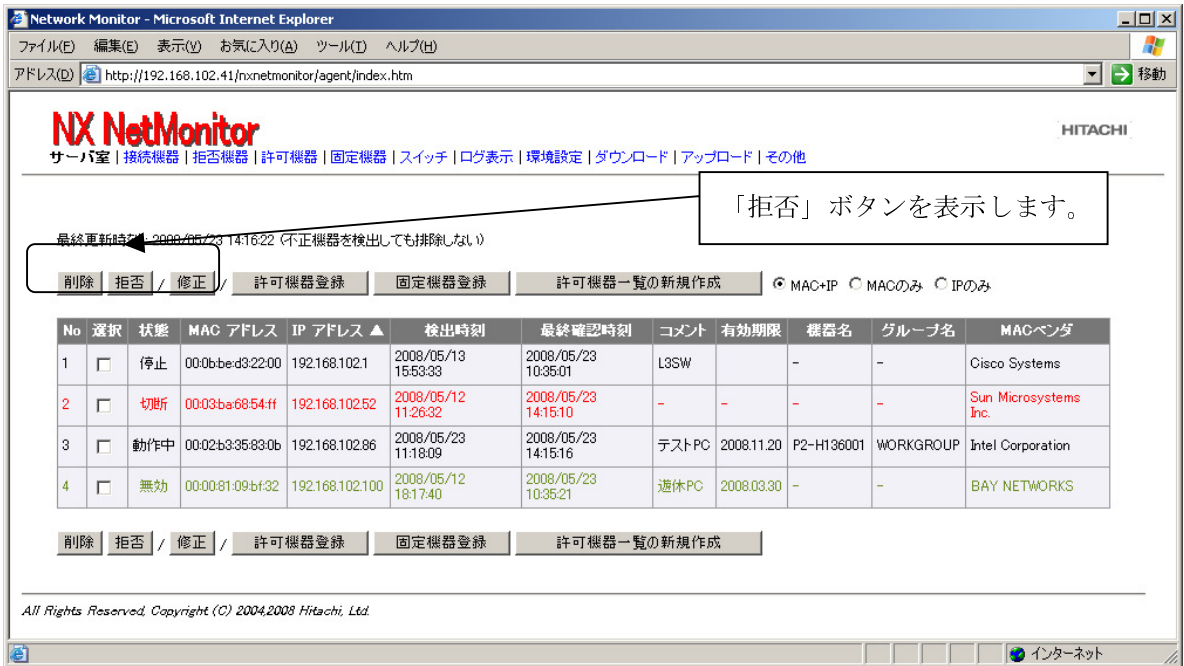 Network Monitor - Microsoft Internet Explorer
ファイル(F) 編集(E) 表示(V) お気に入り(A) ツール(T) ヘルプ(H)
アドレス(D) http://192.168.102.41/nxnetmonitor/agent/index.htm 移動
NX NetMonitor
HITACHI
サーバ室 | 接続機器 | 拒否機器 | 許可機器 | 固定機器 | スイッチ | ログ表示 | 環境設定 | ダウンロード | アップロード | その他
「拒否」ボタンを表示します。
最終更新時刻: 2008/05/23 14:16:22 (不正機器を検出しても排除しない)
削除 拒否 / 修正 / 許可機器登録 固定機器登録 許可機器一覧の新規作成 MAC+IP MACのみ IPのみ
No 選択 状態 MAC アドレス IP アドレス ▲ 検出時刻 最終確認時刻 コメント 有効期限 機器名 グループ名 MACベンダ
1 停止 00:0b:be:d3:22:00 192.168.102.1 2008/05/13 15:53:33 2008/05/23 10:35:01 L3SW - - Cisco Systems
2 切断 00:03:ba:68:54:ff 192.168.102.52 2008/05/12 11:26:32 2008/05/23 14:15:10 - - - - Sun Microsystems Inc.
3 動作中 00:02:b3:35:83:0b 192.168.102.86 2008/05/23 11:18:09 2008/05/23 14:15:16 テストPC 2008.11.20 P2-H136001 WORKGROUP Intel Corporation
4 無効 00:00:81:09:bf:32 192.168.102.100 2008/05/12 18:17:40 2008/05/23 10:35:21 遊休PC 2008.03.30 - - BAY NETWORKS
削除 拒否 / 修正 / 許可機器登録 固定機器登録 許可機器一覧の新規作成
All Rights Reserved, Copyright (C) 2004,2008 Hitachi, Ltd.
インターネット